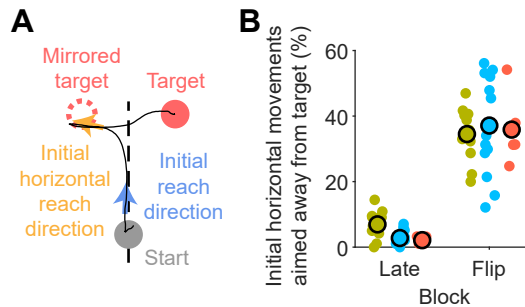 A
Mirrored
target
Target
Initial
horizontal
reach
direction
Initial
reach
direction
Start
B
Initial horizontal movements
aimed away from target (%)
60
40
20
0
Late
Flip
Block